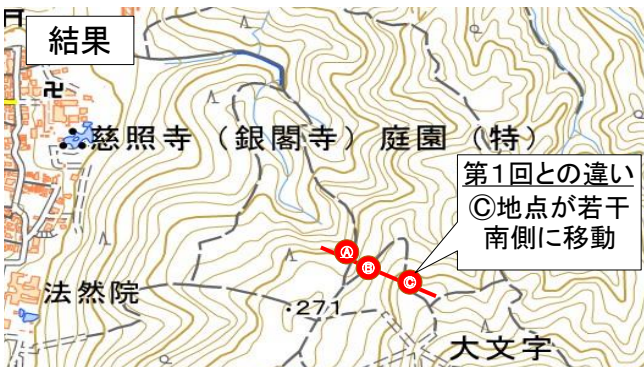 結果
慈照寺(銀閣寺)庭園(特)
第1回との違い
Ⓒ地点が若干
南側に移動
Ⓐ
Ⓑ
Ⓒ
法然院
・271
大文字